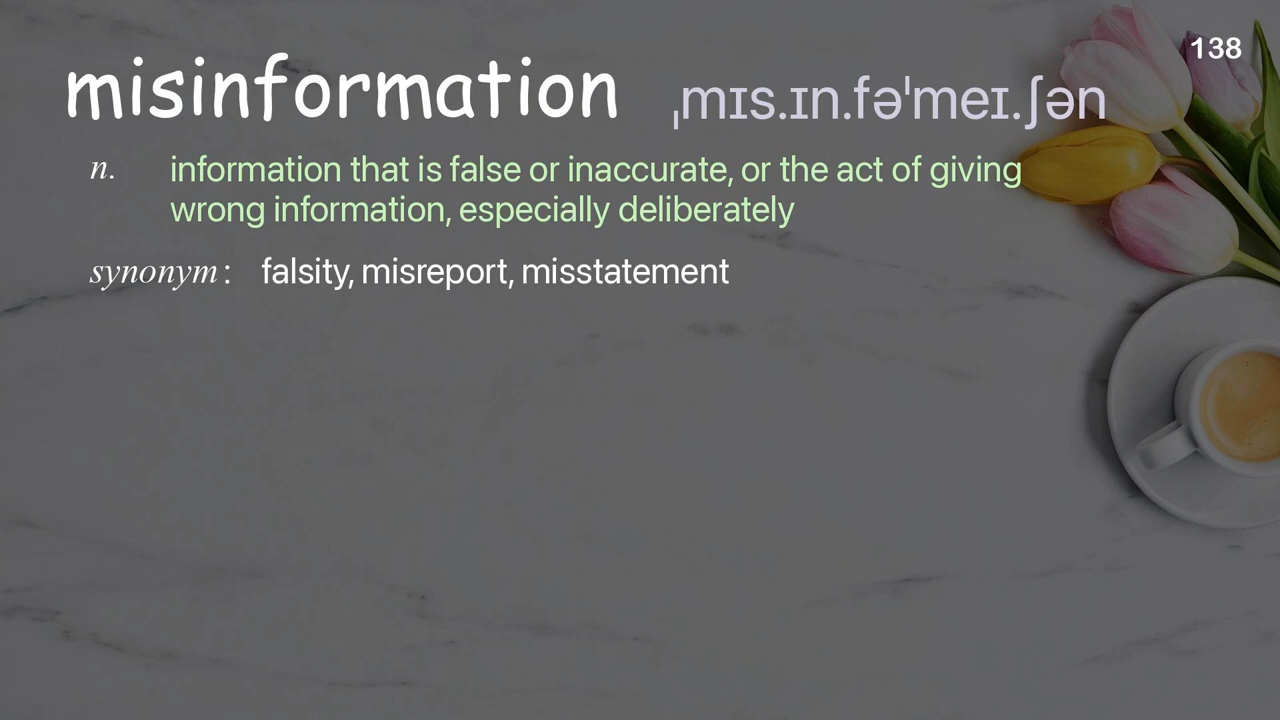 138
misinformation ˌmɪs.ɪn.fəˈmeɪ.ʃən
n. information that is false or inaccurate, or the act of giving
wrong information, especially deliberately
synonym: falsity, misreport, misstatement